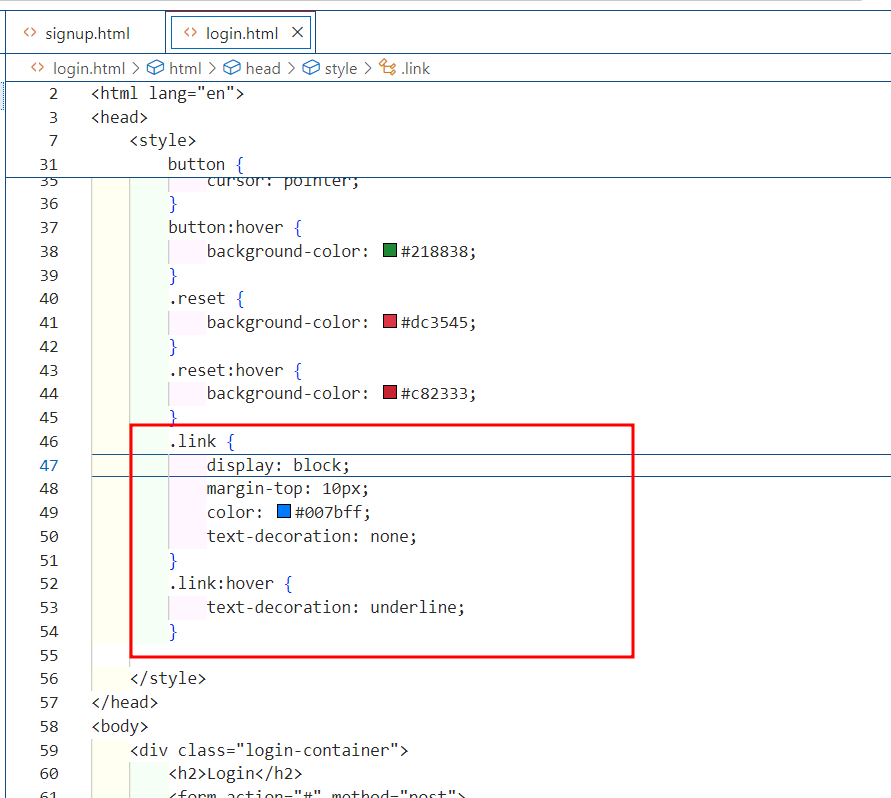 signup.html
login.html
login.html > html > head > style > .link
2 <html lang="en">
3 <head>
7 <style>
31 button {
35 cursor: pointer;
36 }
37 button:hover {
38 background-color: #218838;
39 }
40 .reset {
41 background-color: #dc3545;
42 }
43 .reset:hover {
44 background-color: #c82333;
45 }
46 .link {
47 display: block;
48 margin-top: 10px;
49 color: #007bff;
50 text-decoration: none;
51 }
52 .link:hover {
53 text-decoration: underline;
54 }
55
56 </style>
57 </head>
58 <body>
59 <div class="login-container">
60 <h2>Login</h2>
61 <form action="#" method="post">